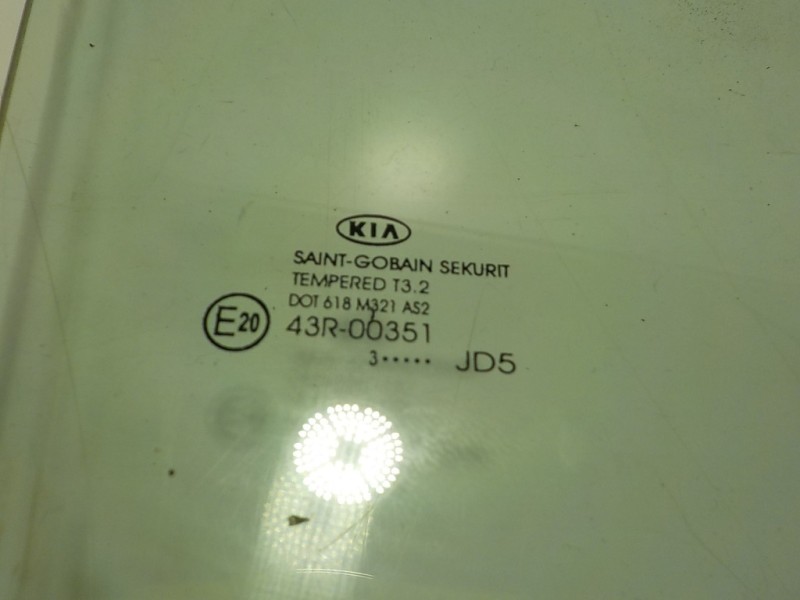 KIA
SAINT-GOBAIN SEKURIT
TEMPERED T3.2
DOT 618 M321 AS2
E20 43R-00351
3••••• JD5